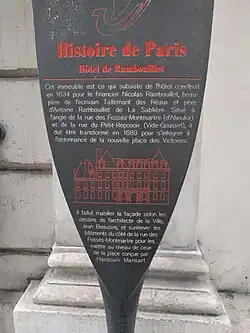 Histoire de Paris
Hôtel de Rambouillet
Cet immeuble est ce qui subsiste de l'hôtel construit
en 1634 pour le financier Nicolas Rambouillet, beau-
père de l'écrivain Tallemant des Réaux et père
d'Antoine Rambouillet de La Sablière. Situé à
l'angle de la rue des Fossés-Montmartre (d'Aboukir)
et de la rue du Petit-Reposoir (Vide-Gousset), il
dut être transformé en 1689 pour s'intégrer à
l'ordonnance de la nouvelle place des Victoires.
Il fallut rhabiller la façade selon les
dessins de l'architecte de la Ville,
Jean Beausire, et surélever les
bâtiments du côté de la rue des
Fossés-Montmartre pour les
mettre au niveau de ceux
de la place conçue par
Hardouin Mansart.